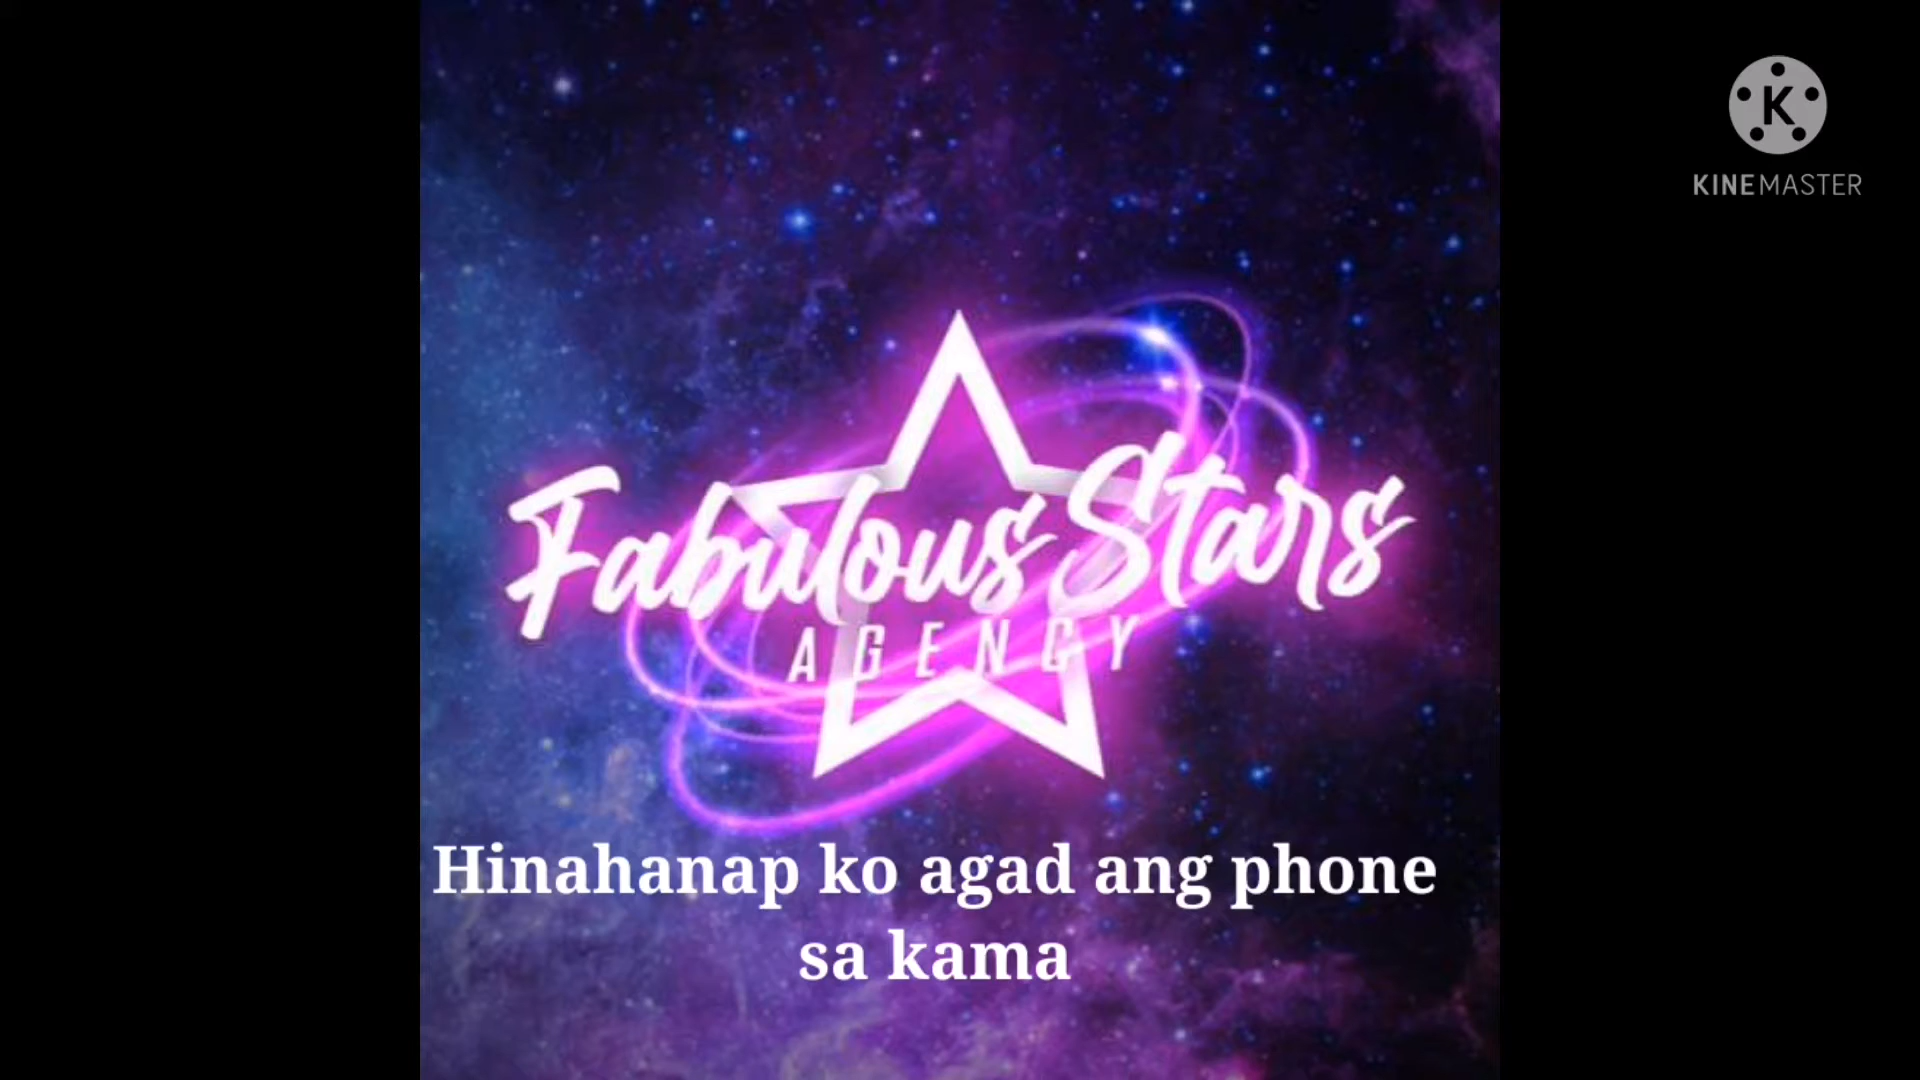 K
KINEMASTER
Fabulous Stars
AGENCY
Hinahanap ko agad ang phone
sa kama